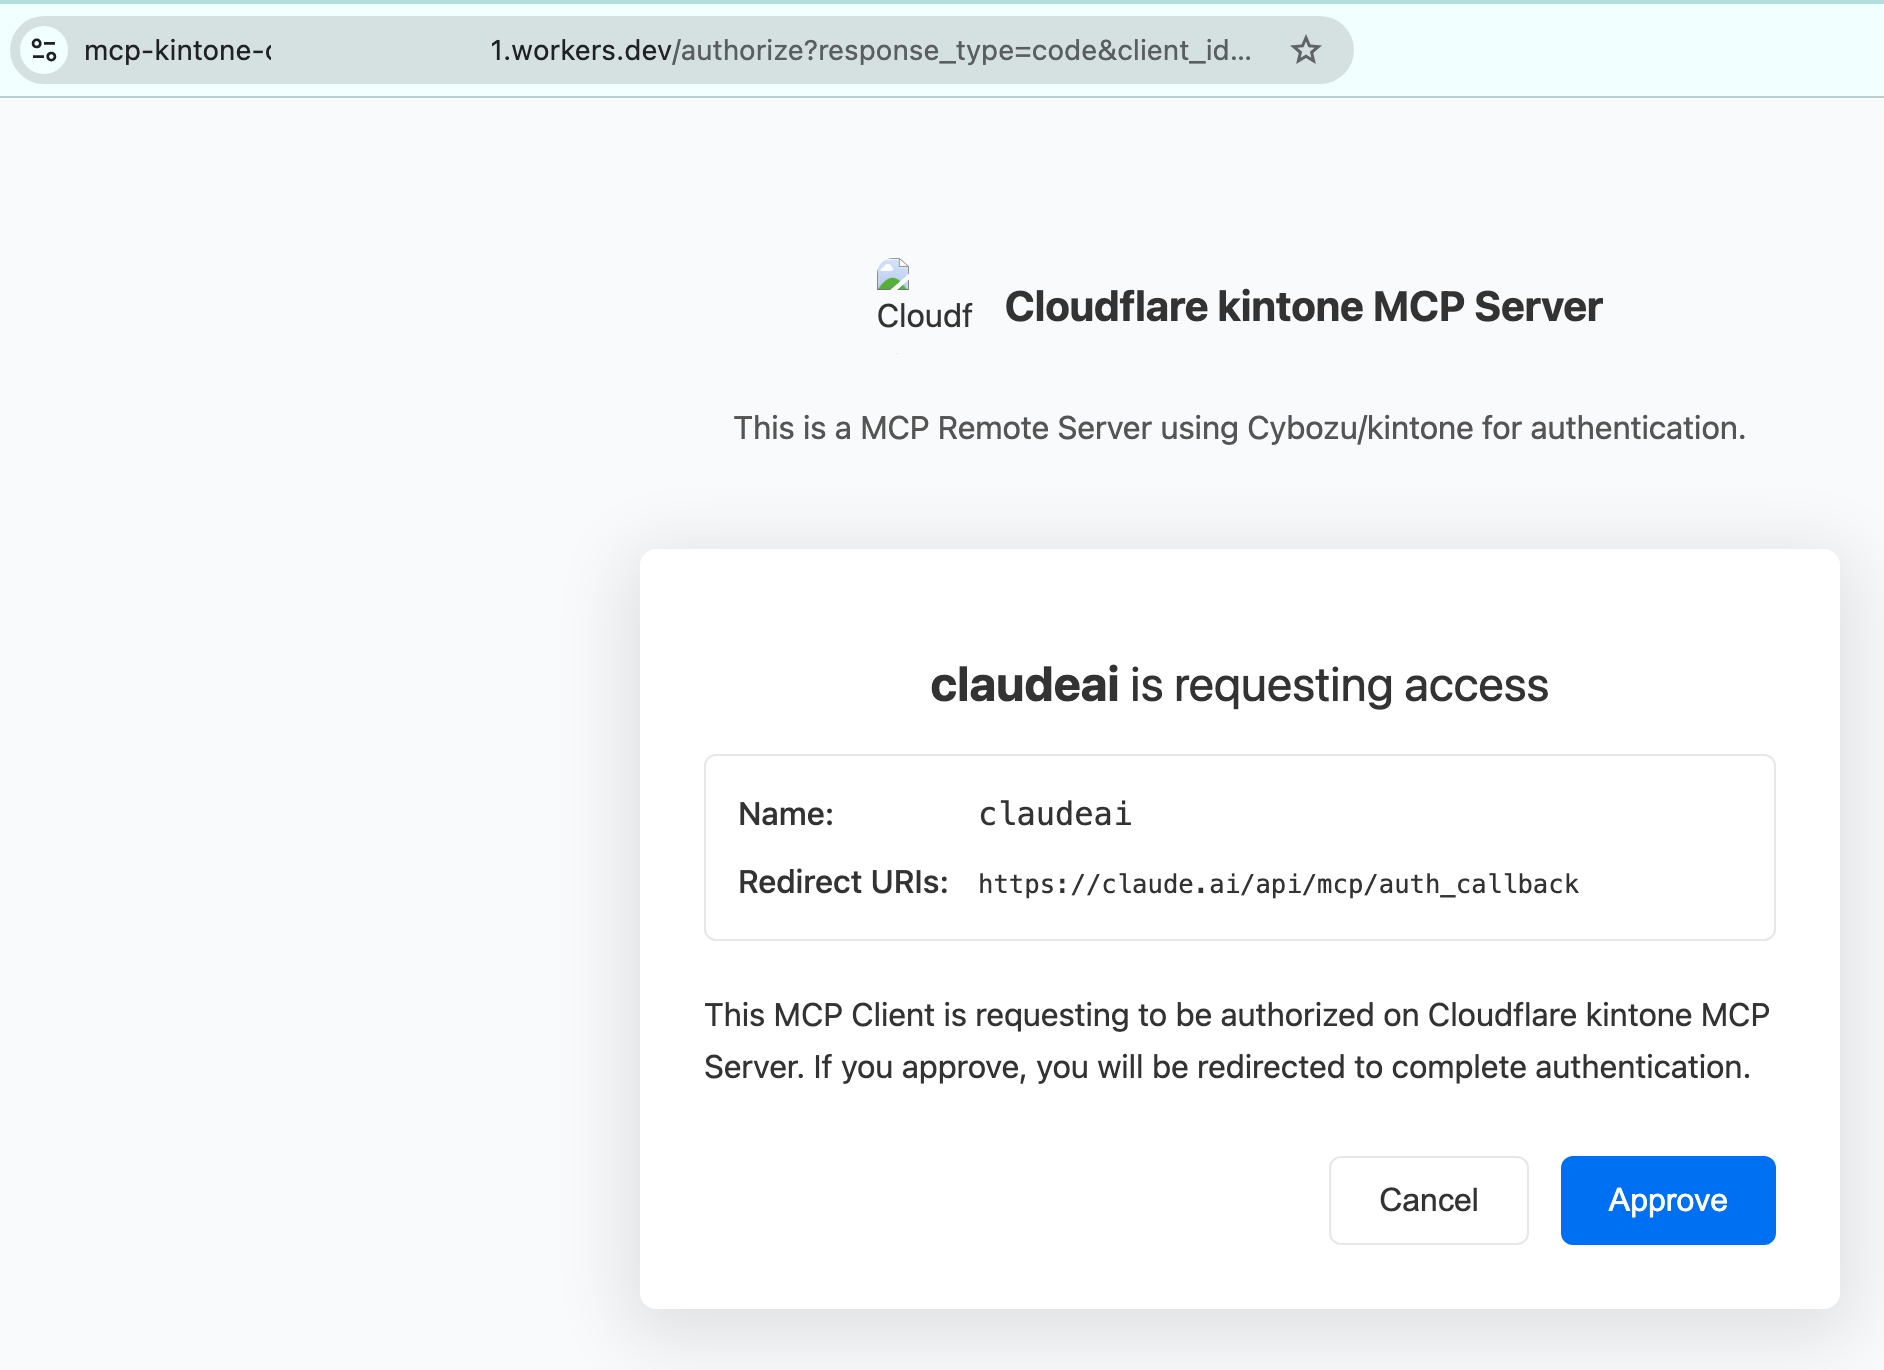 mcp-kintone-c 1.workers.dev/authorize?response_type=code&client_id...
Cloudf
Cloudflare kintone MCP Server
This is a MCP Remote Server using Cybozu/kintone for authentication.
claudeai is requesting access
Name: claudeai
Redirect URIs: https://claude.ai/api/mcp/auth_callback
This MCP Client is requesting to be authorized on Cloudflare kintone MCP
Server. If you approve, you will be redirected to complete authentication.
Cancel Approve